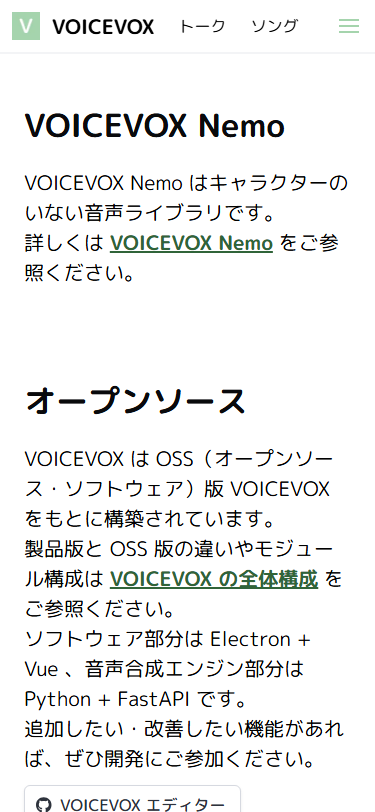 V VOICEVOX トーク ソング
VOICEVOX Nemo
VOICEVOX Nemo はキャラクターの
いない音声ライブラリです。
詳しくは VOICEVOX Nemo をご参
照ください。
オープンソース
VOICEVOX は OSS（オープンソー
ス・ソフトウェア）版 VOICEVOX
をもとに構築されています。
製品版と OSS 版の違いやモジュー
ル構成は VOICEVOX の全体構成 を
ご参照ください。
ソフトウェア部分は Electron +
Vue 、音声合成エンジン部分は
Python + FastAPI です。
追加したい・改善したい機能があれ
ば、ぜひ開発にご参加ください。
VOICEVOX エディター